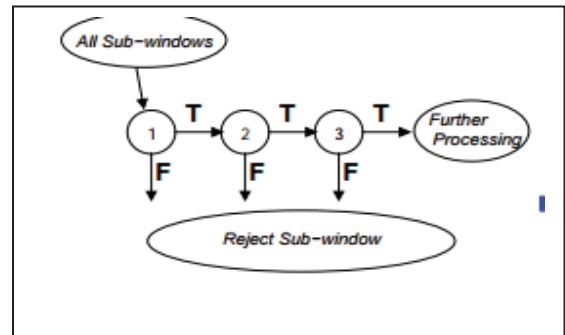 All Sub-windows
T T T
1 2 3
Further
Processing
F F F
Reject Sub-window